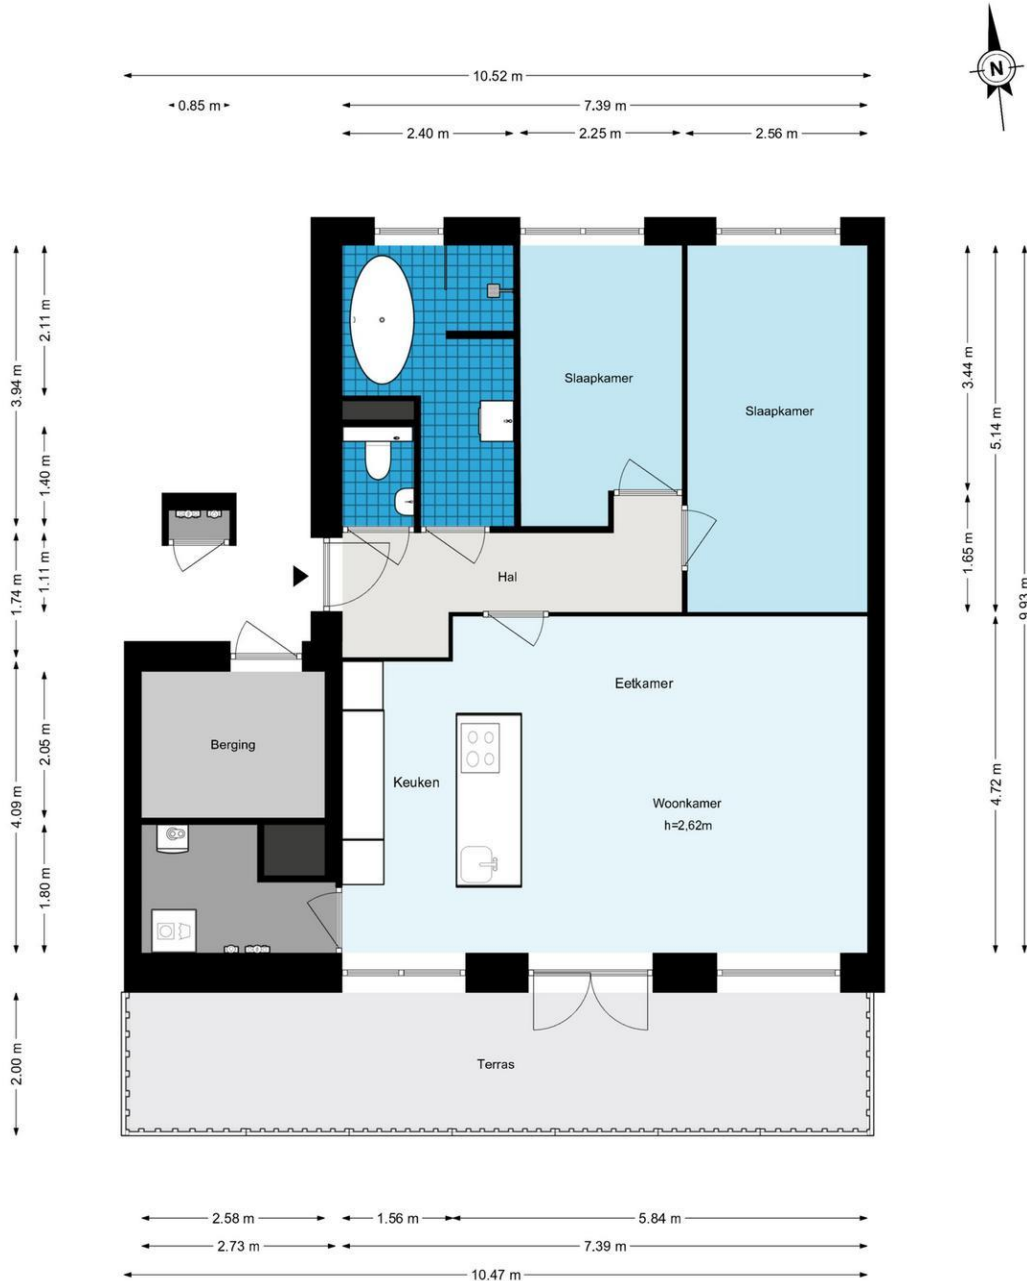 N
10.52 m
0.85 m
7.39 m
2.40 m
2.25 m
2.56 m
2.11 m
3.94 m
3.44 m
5.14 m
Slaapkamer
Slaapkamer
1.40 m
1.11 m
1.74 m
1.65 m
Hal
9.93 m
Eetkamer
2.05 m
Berging
Keuken
4.72 m
Woonkamer
h=2,62m
4.09 m
1.80 m
2.00 m
Terras
2.58 m
1.56 m
5.84 m
2.73 m
7.39 m
10.47 m